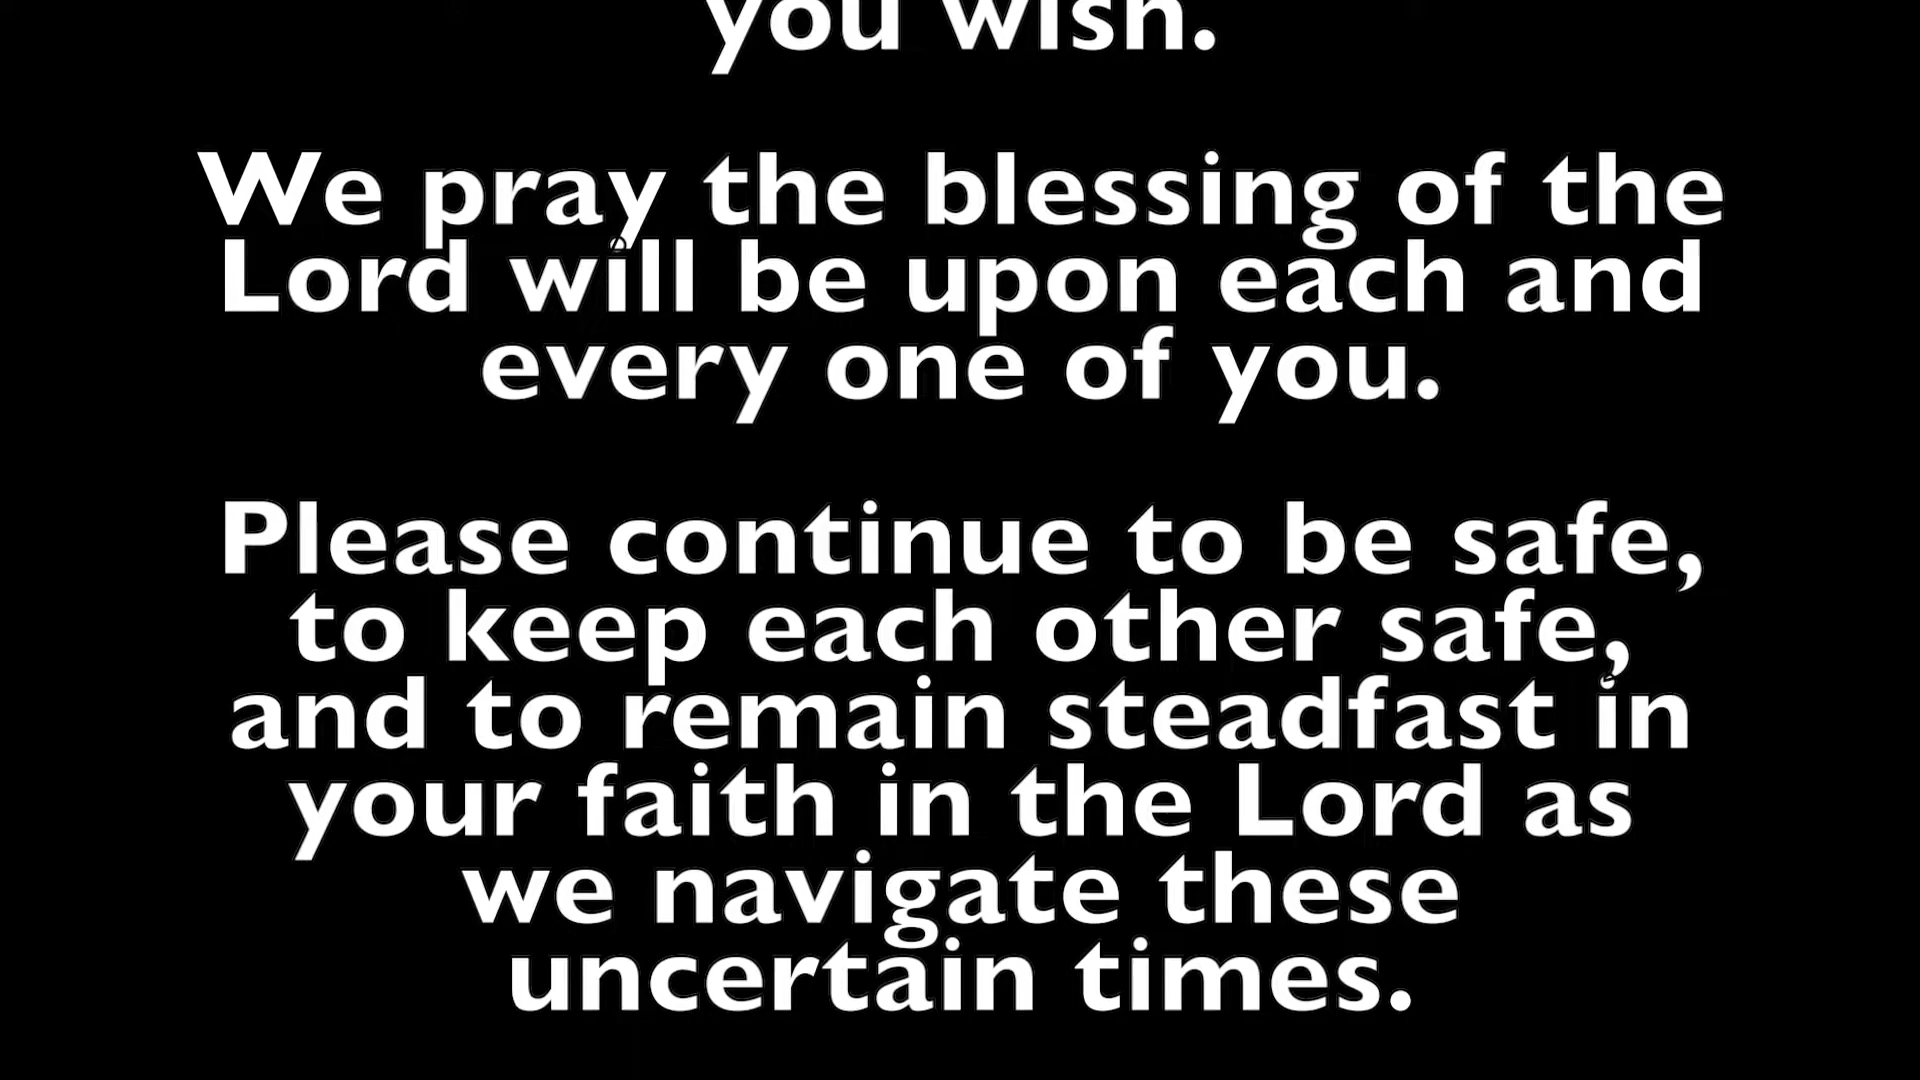 you wish.
We pray the blessing of the
Lord will be upon each and
every one of you.
Please continue to be safe,
to keep each other safe,
and to remain steadfast in
your faith in the Lord as
we navigate these
uncertain times.